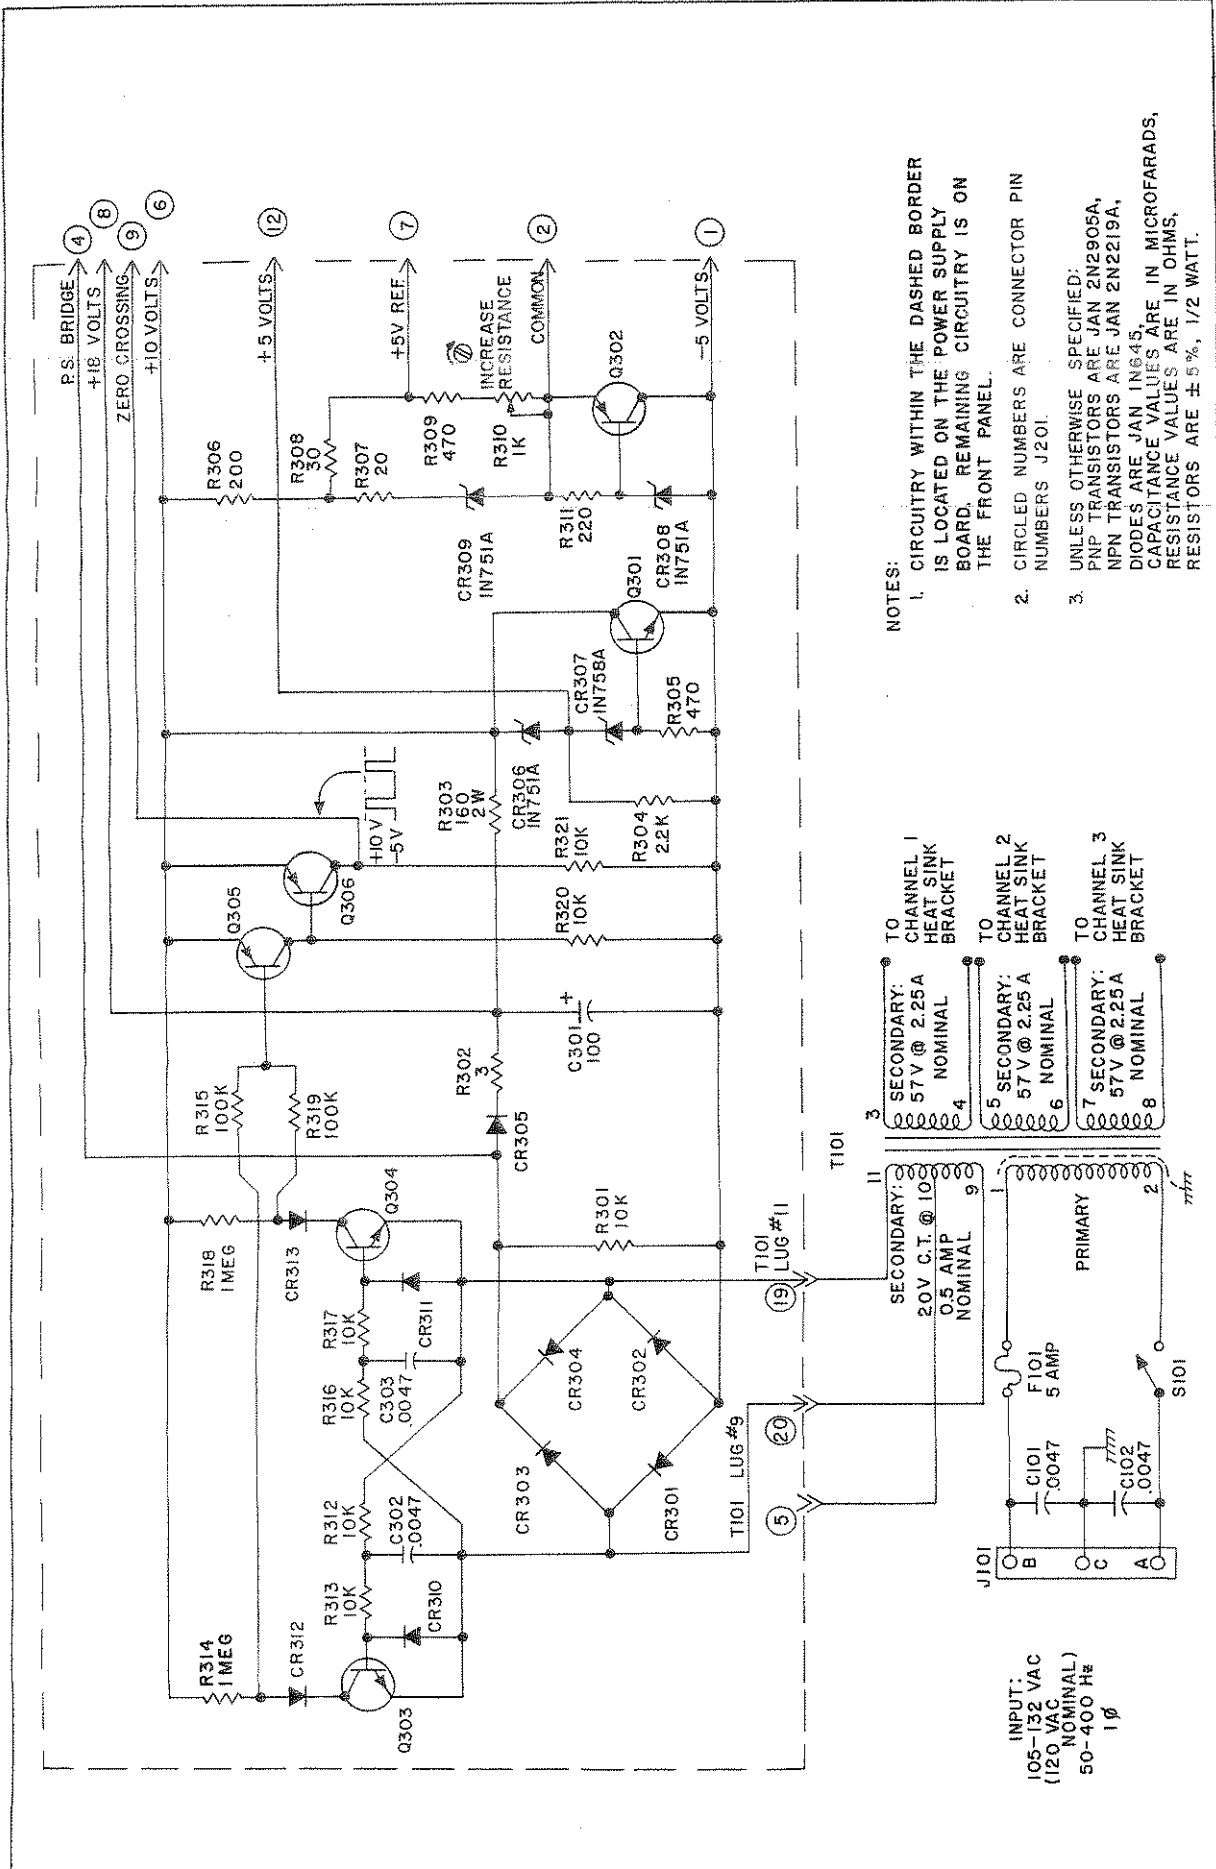 P.S. BRIDGE
4
+18 VOLTS
8
ZERO CROSSING
9
+10 VOLTS
6
+5 VOLTS
12
+5V REF.
7
INCREASE
RESISTANCE
COMMON
2
-5 VOLTS
1
R314
1 MEG
CR312
Q303
R313
10K
CR310
R312
10K
C302
.0047
R316
10K
C303
.0047
R317
10K
CR311
R318
1 MEG
CR313
Q304
R315
100K
R319
100K
Q305
Q306
+10V
-5V
R306
200
R308
30
R307
20
R309
470
R310
1K
CR309
1N751A
R311
220
Q302
CR308
1N751A
Q301
CR307
1N758A
R305
470
R303
160
2W
CR306
1N751A
R304
2.2K
R321
10K
R320
10K
C301
100
+
R302
3
CR305
R301
10K
CR303
CR304
CR301
CR302
T101 LUG #9
T101
LUG #11
5
20
19
INPUT:
105-132 VAC
(120 VAC
NOMINAL)
50-400 Hz
1ø
J101
B
C
A
C101
.0047
C102
.0047
F101
5 AMP
S101
PRIMARY
1
2
T101
SECONDARY:
20V C.T. @
0.5 AMP
NOMINAL
11
10
9
3
SECONDARY:
57V @ 2.25 A
NOMINAL
4
TO
CHANNEL 1
HEAT SINK
BRACKET
5
SECONDARY:
57V @ 2.25 A
NOMINAL
6
TO
CHANNEL 2
HEAT SINK
BRACKET
7
SECONDARY:
57V @ 2.25 A
NOMINAL
8
TO
CHANNEL 3
HEAT SINK
BRACKET
NOTES:
1. CIRCUITRY WITHIN THE DASHED BORDER
IS LOCATED ON THE POWER SUPPLY
BOARD. REMAINING CIRCUITRY IS ON
THE FRONT PANEL.
2. CIRCLED NUMBERS ARE CONNECTOR PIN
NUMBERS J201.
3. UNLESS OTHERWISE SPECIFIED:
PNP TRANSISTORS ARE JAN 2N2905A,
NPN TRANSISTORS ARE JAN 2N2219A,
DIODES ARE JAN 1N645,
CAPACITANCE VALUES ARE IN MICROFARADS,
RESISTANCE VALUES ARE IN OHMS,
RESISTORS ARE ±5%, 1/2 WATT.